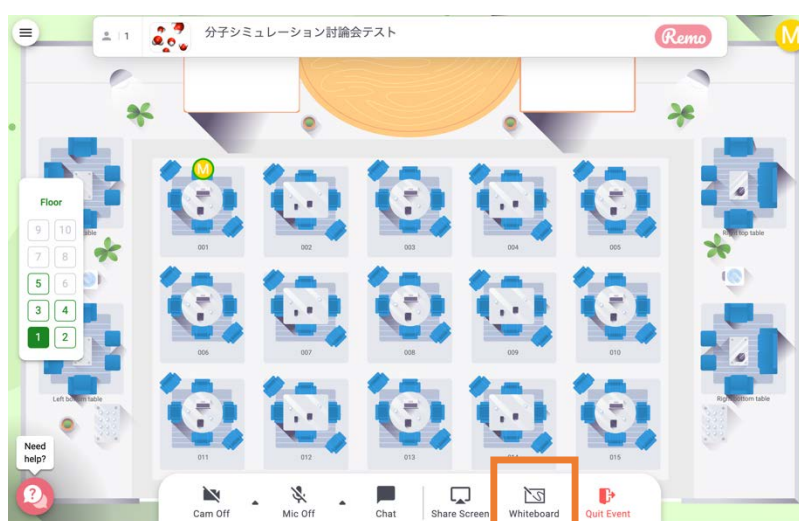 1
分子シミュレーション討論会テスト
Remo
M
M
Floor
9 10
7 8
5 6
3 4
1 2
table
Right top table
001 002 003 004 005
006 007 008 009 010
Left bottom table
Right bottom table
011 012 013 014 015
Need
help?
?
Cam Off
Mic Off
Chat
Share Screen
Whiteboard
Quit Event